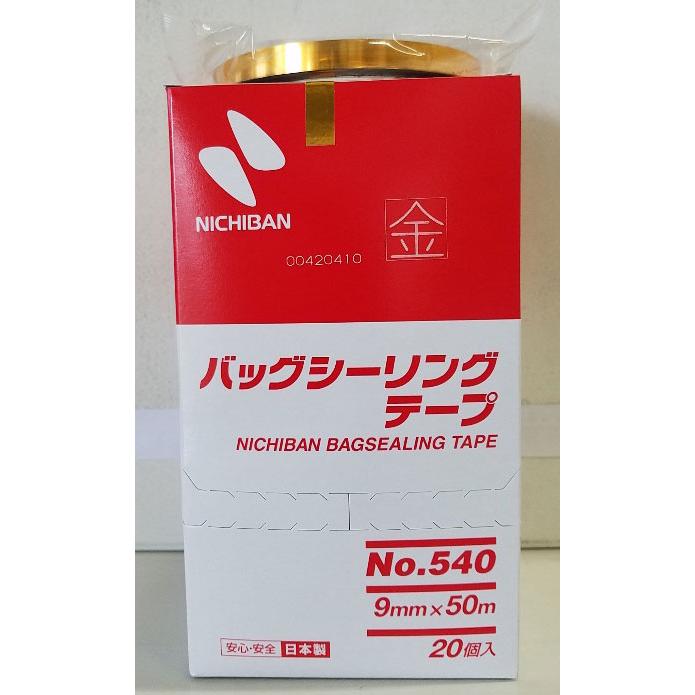 NICHIBAN
金
00420410
バッグシーリング
テープ
NICHIBAN BAGSEALING TAPE
No.540
9mm×50m
安心・安全 日本製
20個入